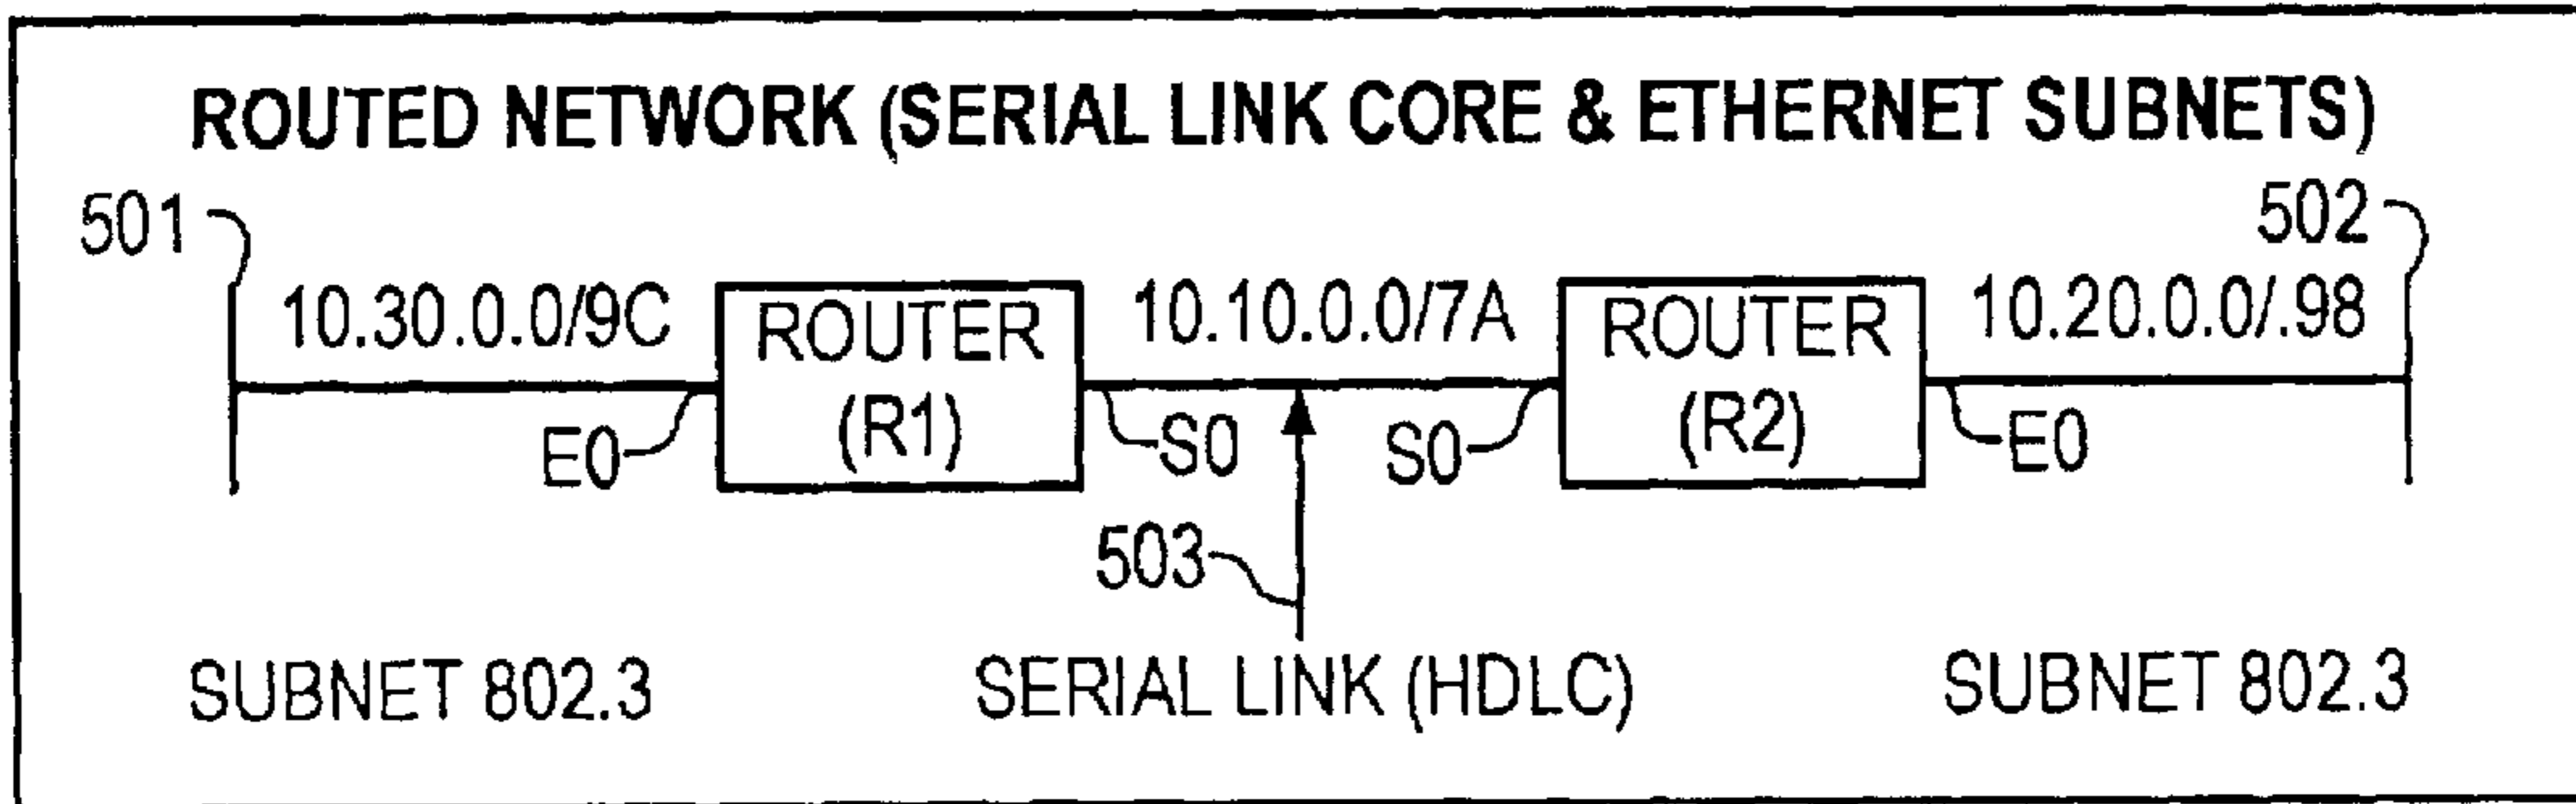 ROUTED NETWORK (SERIAL LINK CORE & ETHERNET SUBNETS)
501
502
10.30.0.0/9C
ROUTER
(R1)
10.10.0.0/7A
ROUTER
(R2)
10.20.0.0/.98
E0
S0
S0
E0
503
SUBNET 802.3
SERIAL LINK (HDLC)
SUBNET 802.3